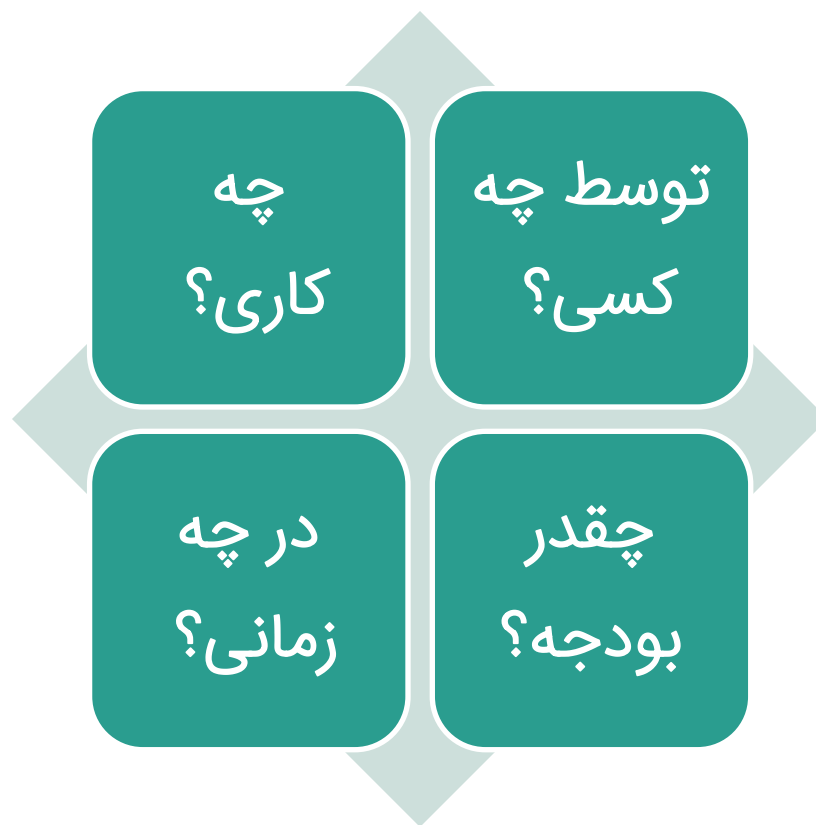 توسط چه
کسی؟
چه
کاری؟
چقدر
بودجه؟
در چه
زمانی؟